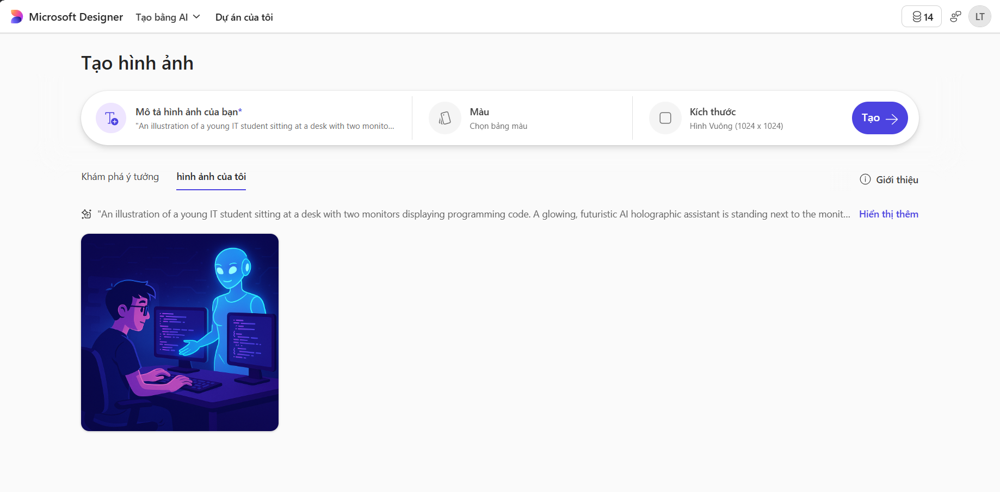 Microsoft Designer Tạo bằng AI Dự án của tôi 14 LT
Tạo hình ảnh
Mô tả hình ảnh của bạn*
"An illustration of a young IT student sitting at a desk with two monito...
Màu
Chọn bảng màu
Kích thước
Hình Vuông (1024 x 1024)
Tạo
Khám phá ý tưởng hình ảnh của tôi Giới thiệu
"An illustration of a young IT student sitting at a desk with two monitors displaying programming code. A glowing, futuristic AI holographic assistant is standing next to the monit... Hiển thị thêm